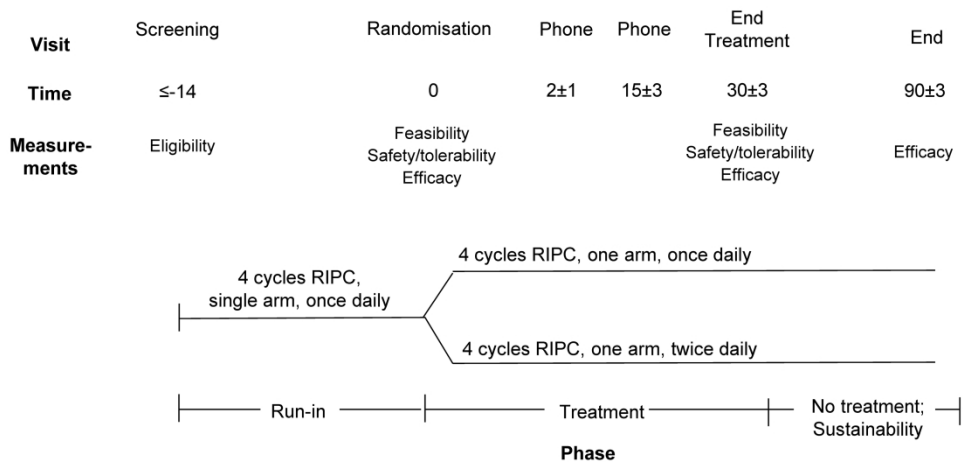 Visit
Screening
Randomisation
Phone
Phone
End
Treatment
End
Time
≤-14
0
2±1
15±3
30±3
90±3
Measure-
ments
Eligibility
Feasibility
Safety/tolerability
Efficacy
Feasibility
Safety/tolerability
Efficacy
Efficacy
4 cycles RIPC,
single arm, once daily
4 cycles RIPC, one arm, once daily
4 cycles RIPC, one arm, twice daily
Run-in
Treatment
No treatment;
Sustainability
Phase